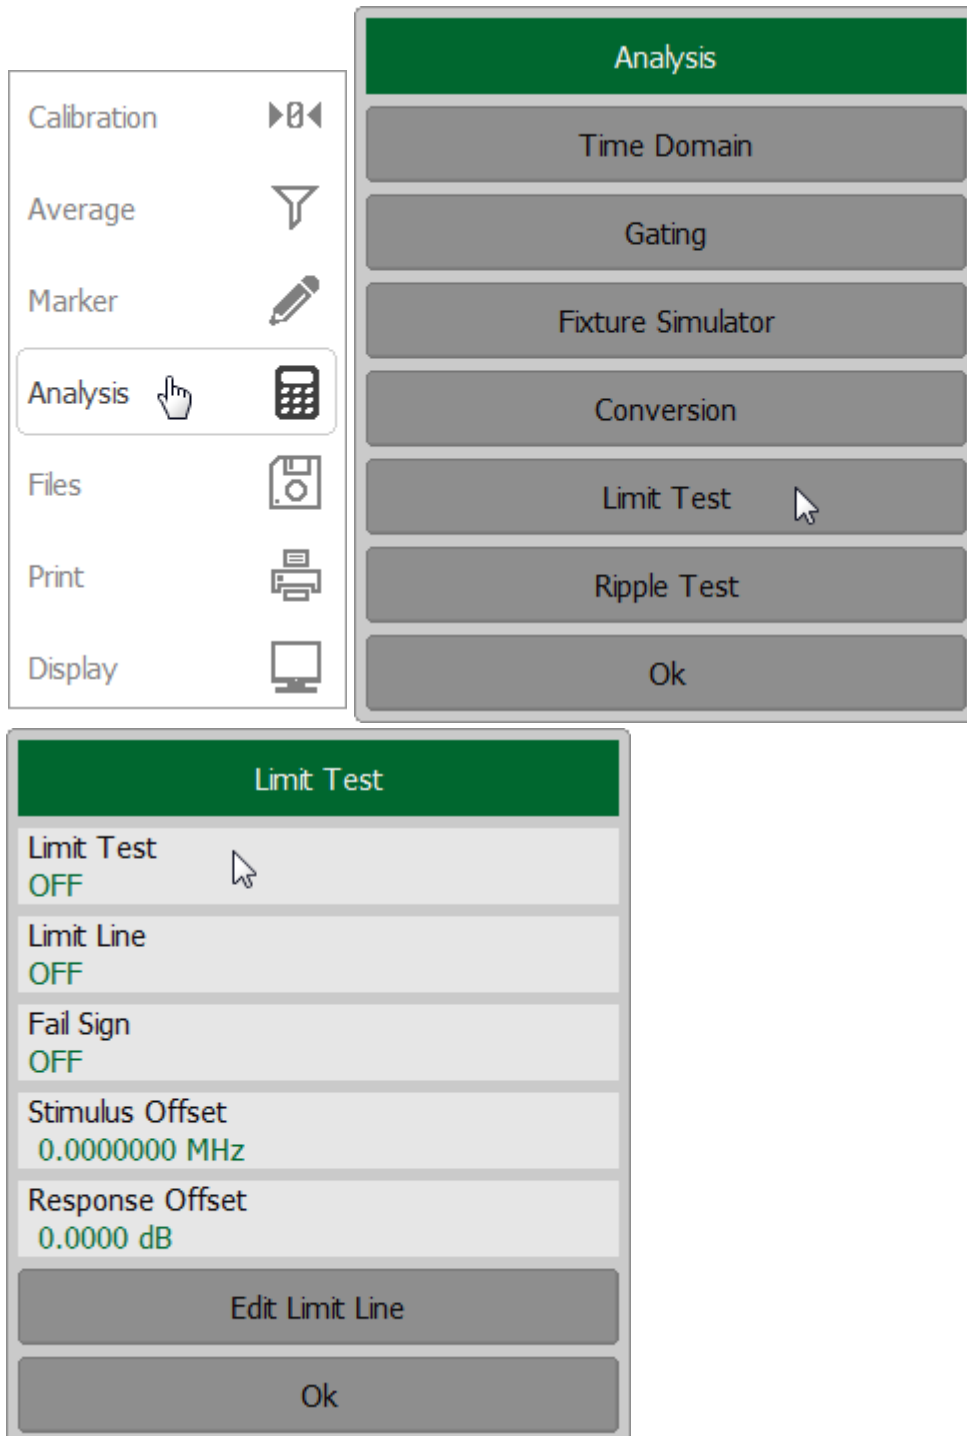 Calibration
Average
Marker
Analysis
Files
Print
Display
Analysis
Time Domain
Gating
Fixture Simulator
Conversion
Limit Test
Ripple Test
Ok
Limit Test
Limit Test
OFF
Limit Line
OFF
Fail Sign
OFF
Stimulus Offset
0.0000000 MHz
Response Offset
0.0000 dB
Edit Limit Line
Ok